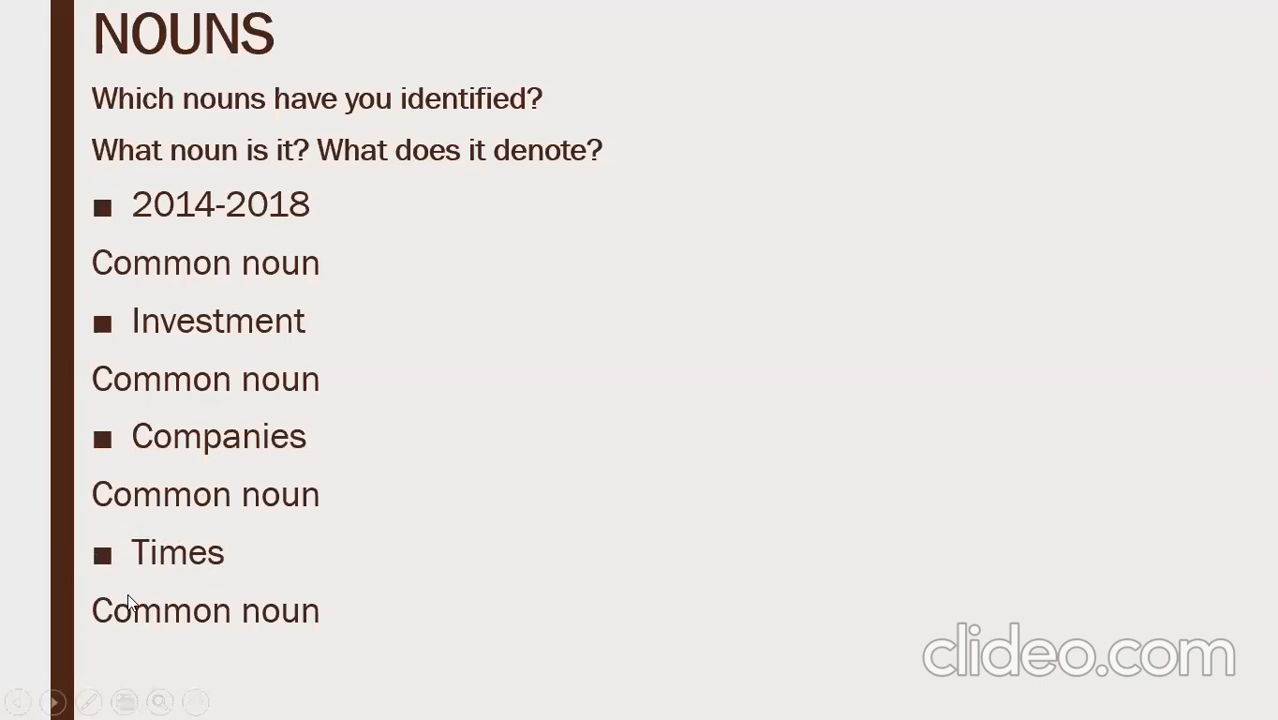 NOUNS
Which nouns have you identified?
What noun is it? What does it denote?
■ 2014-2018
Common noun
■ Investment
Common noun
■ Companies
Common noun
■ Times
Common noun
clideo.com